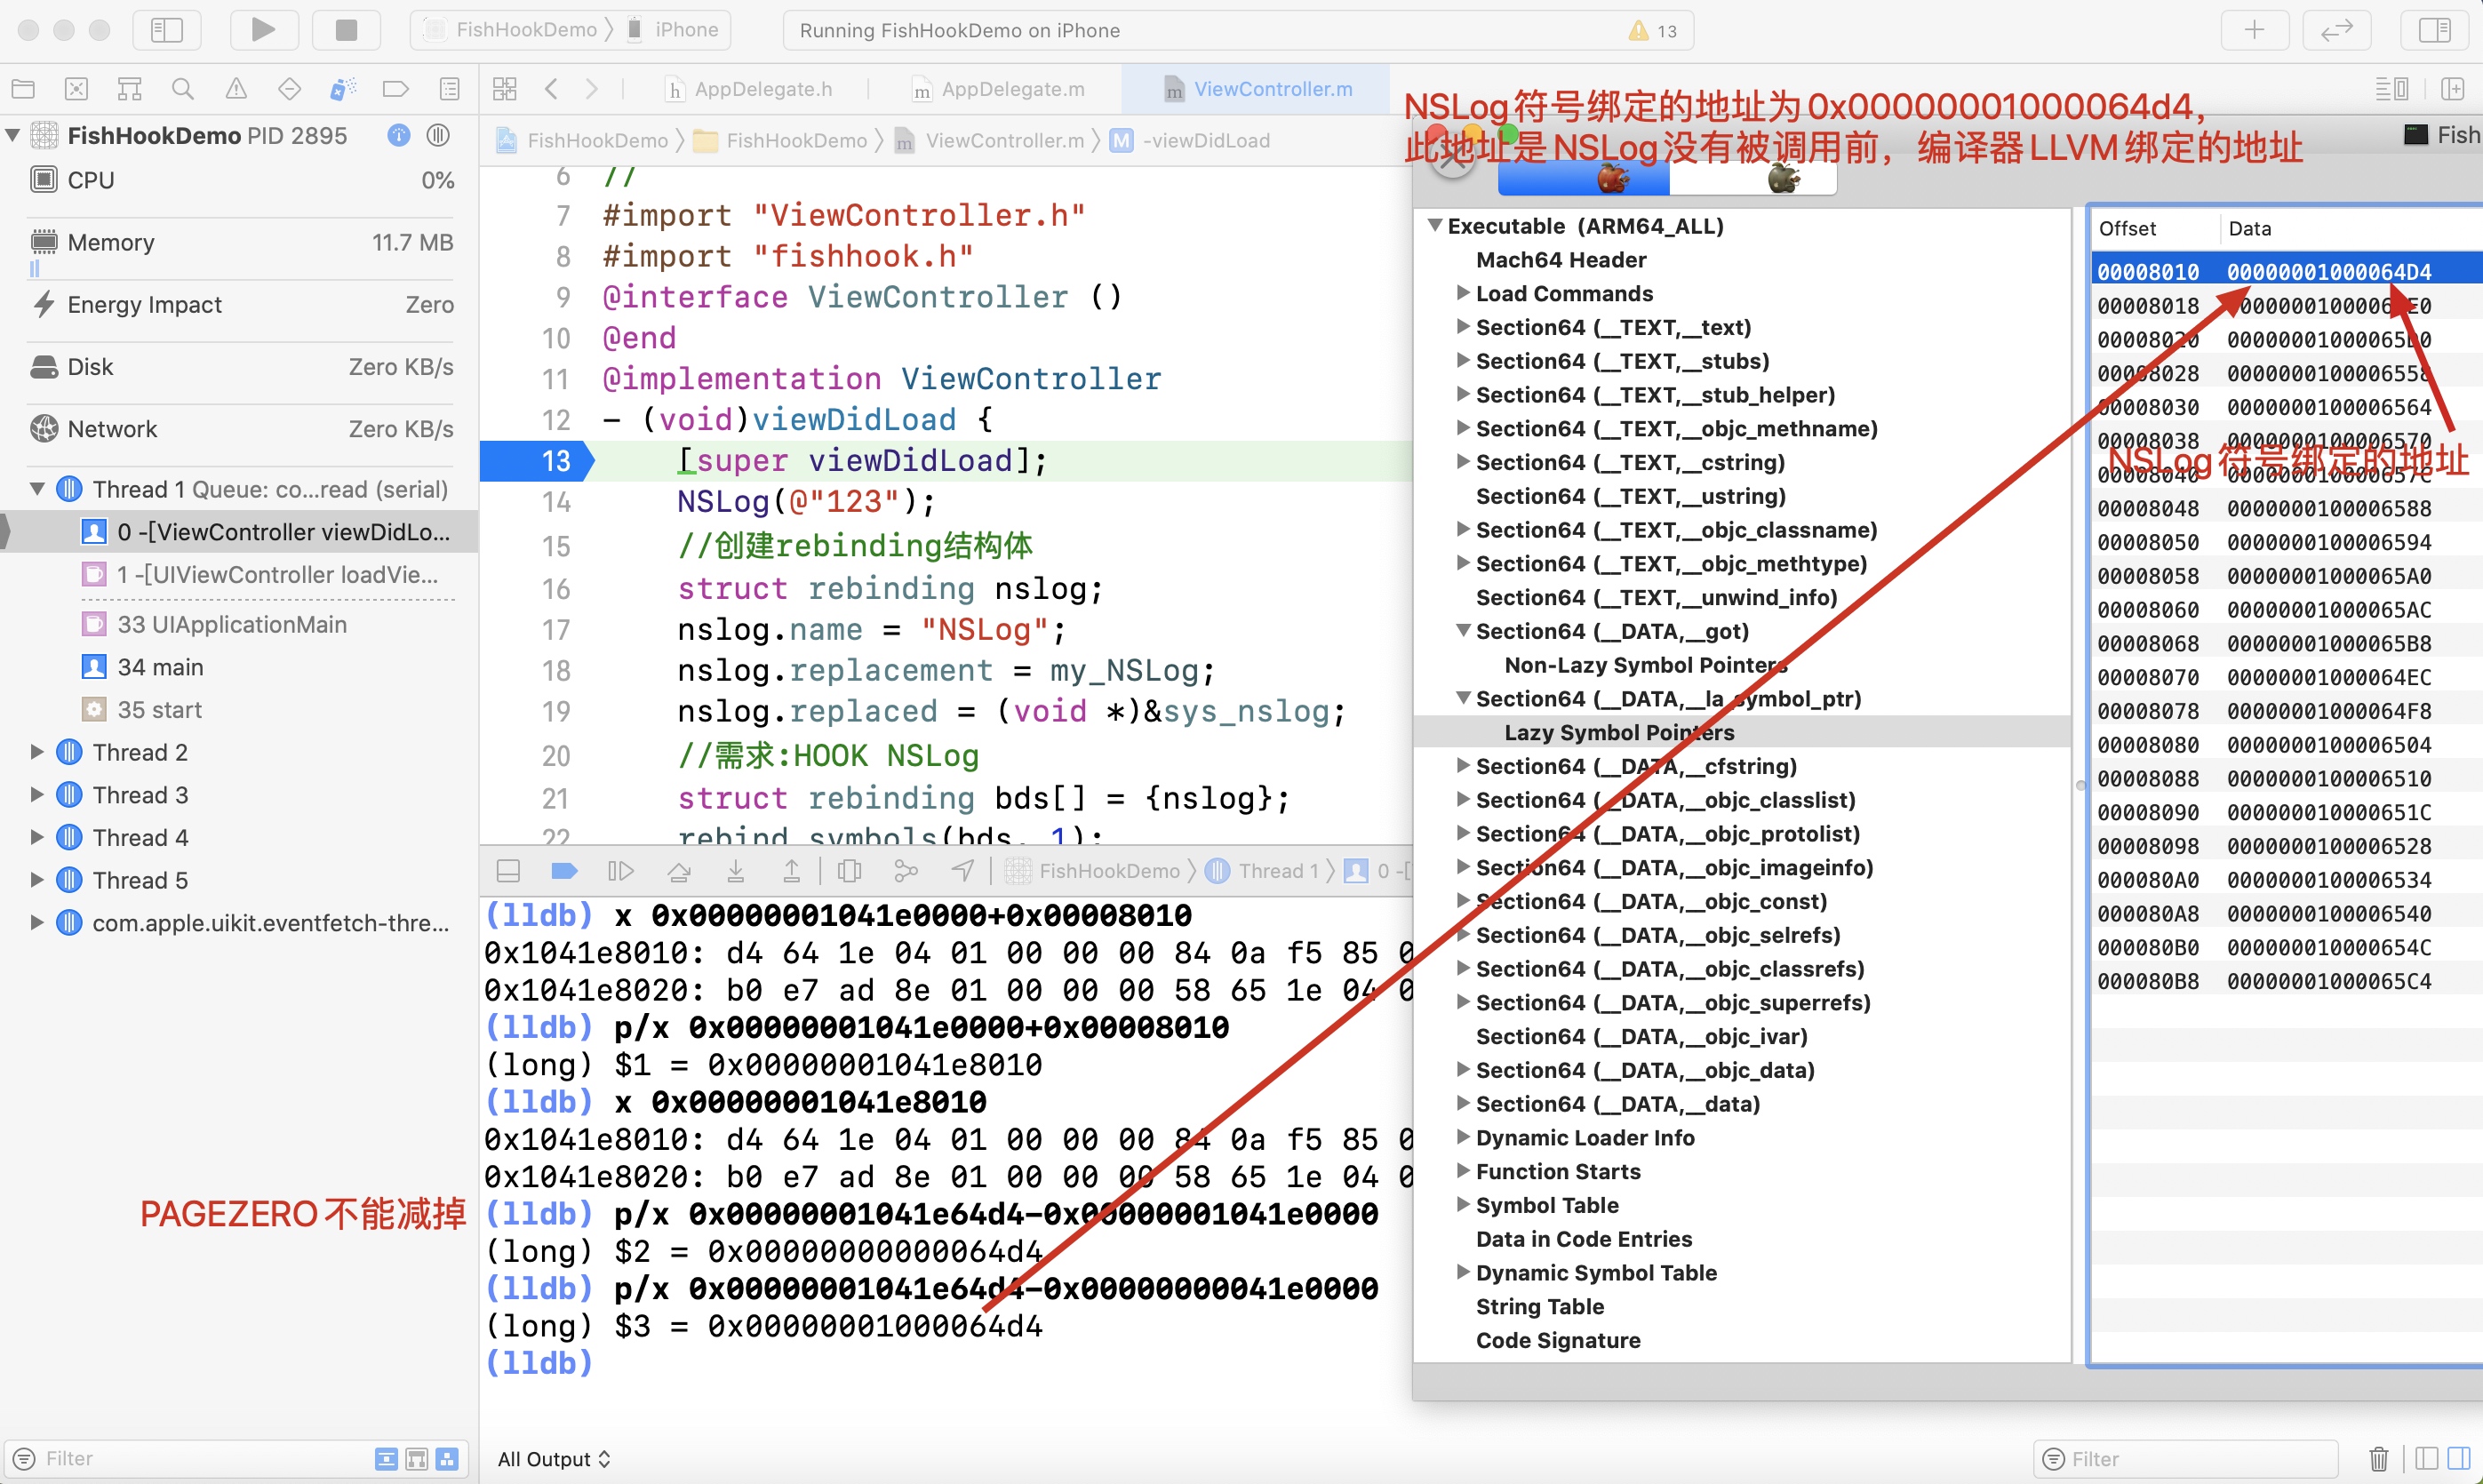 FishHookDemo 〉 iPhone
Running FishHookDemo on iPhone
13
AppDelegate.h
AppDelegate.m
ViewController.m
FishHookDemo PID 2895
CPU 0%
Memory 11.7 MB
Energy Impact Zero
Disk Zero KB/s
Network Zero KB/s
Thread 1 Queue: co...read (serial)
0 -[ViewController viewDidLo...
1 -[UIViewController loadVie...
33 UIApplicationMain
34 main
35 start
Thread 2
Thread 3
Thread 4
Thread 5
com.apple.uikit.eventfetch-thre...
PAGEZERO不能减掉
Filter
FishHookDemo 〉 FishHookDemo 〉 ViewController.m 〉 M -viewDidLoad
6 //
7 #import "ViewController.h"
8 #import "fishhook.h"
9 @interface ViewController ()
10 @end
11 @implementation ViewController
12 - (void)viewDidLoad {
13 [super viewDidLoad];
14 NSLog(@"123");
15 //创建rebinding结构体
16 struct rebinding nslog;
17 nslog.name = "NSLog";
18 nslog.replacement = my_NSLog;
19 nslog.replaced = (void *)&sys_nslog;
20 //需求:HOOK NSLog
21 struct rebinding bds[] = {nslog};
22 rebind_symbols(bds, 1);
FishHookDemo 〉 Thread 1 〉 0 -[
(lldb) x 0x00000001041e0000+0x00008010
0x1041e8010: d4 64 1e 04 01 00 00 00 84 0a f5 85 0
0x1041e8020: b0 e7 ad 8e 01 00 00 00 58 65 1e 04 0
(lldb) p/x 0x00000001041e0000+0x00008010
(long) $1 = 0x00000001041e8010
(lldb) x 0x00000001041e8010
0x1041e8010: d4 64 1e 04 01 00 00 00 84 0a f5 85 0
0x1041e8020: b0 e7 ad 8e 01 00 00 00 58 65 1e 04 0
(lldb) p/x 0x00000001041e64d4-0x00000001041e0000
(long) $2 = 0x00000000000064d4
(lldb) p/x 0x00000001041e64d4-0x00000000041e0000
(long) $3 = 0x00000001000064d4
(lldb)
All Output
Filter
NSLog符号绑定的地址为0x00000001000064d4，
此地址是NSLog没有被调用前，编译器LLVM绑定的地址
Fish
Executable (ARM64_ALL)
Mach64 Header
Load Commands
Section64 (__TEXT,__text)
Section64 (__TEXT,__stubs)
Section64 (__TEXT,__stub_helper)
Section64 (__TEXT,__objc_methname)
Section64 (__TEXT,__cstring)
Section64 (__TEXT,__ustring)
Section64 (__TEXT,__objc_classname)
Section64 (__TEXT,__objc_methtype)
Section64 (__TEXT,__unwind_info)
Section64 (__DATA,__got)
Non-Lazy Symbol Pointers
Section64 (__DATA,__la_symbol_ptr)
Lazy Symbol Pointers
Section64 (__DATA,__cfstring)
Section64 (__DATA,__objc_classlist)
Section64 (__DATA,__objc_protolist)
Section64 (__DATA,__objc_imageinfo)
Section64 (__DATA,__objc_const)
Section64 (__DATA,__objc_selrefs)
Section64 (__DATA,__objc_classrefs)
Section64 (__DATA,__objc_superrefs)
Section64 (__DATA,__objc_ivar)
Section64 (__DATA,__objc_data)
Section64 (__DATA,__data)
Dynamic Loader Info
Function Starts
Symbol Table
Data in Code Entries
Dynamic Symbol Table
String Table
Code Signature
Offset Data
00008010 00000001000064D4
00008018 00000001000064E0
00008020 00000001000065D0
00008028 0000000100006558
00008030 0000000100006564
00008038 0000000100006570
NSLog符号绑定的地址
00008040 000000010000657C
00008048 0000000100006588
00008050 0000000100006594
00008058 00000001000065A0
00008060 00000001000065AC
00008068 00000001000065B8
00008070 00000001000064EC
00008078 00000001000064F8
00008080 0000000100006504
00008088 0000000100006510
00008090 000000010000651C
00008098 0000000100006528
000080A0 0000000100006534
000080A8 0000000100006540
000080B0 000000010000654C
000080B8 00000001000065C4